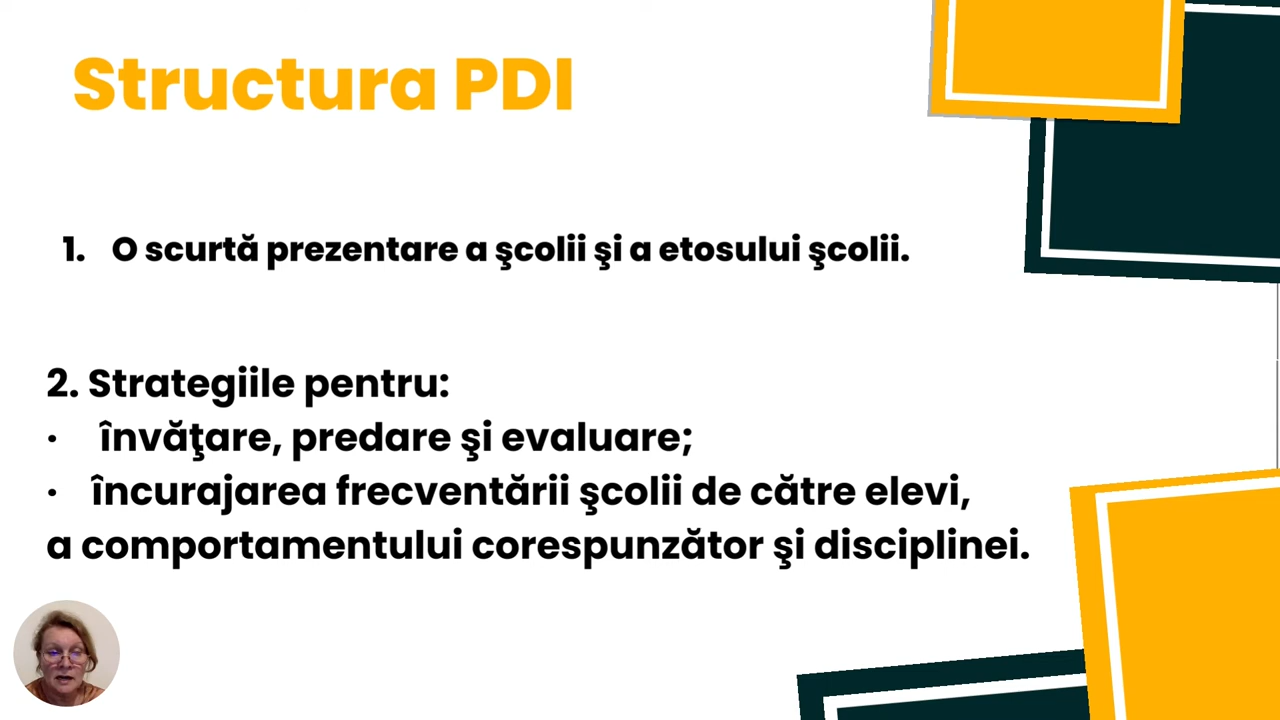 Structura PDI
1. O scurtă prezentare a şcolii şi a etosului şcolii.
2. Strategiile pentru:
· învăţare, predare şi evaluare;
· încurajarea frecventării şcolii de către elevi,
a comportamentului corespunzător şi disciplinei.